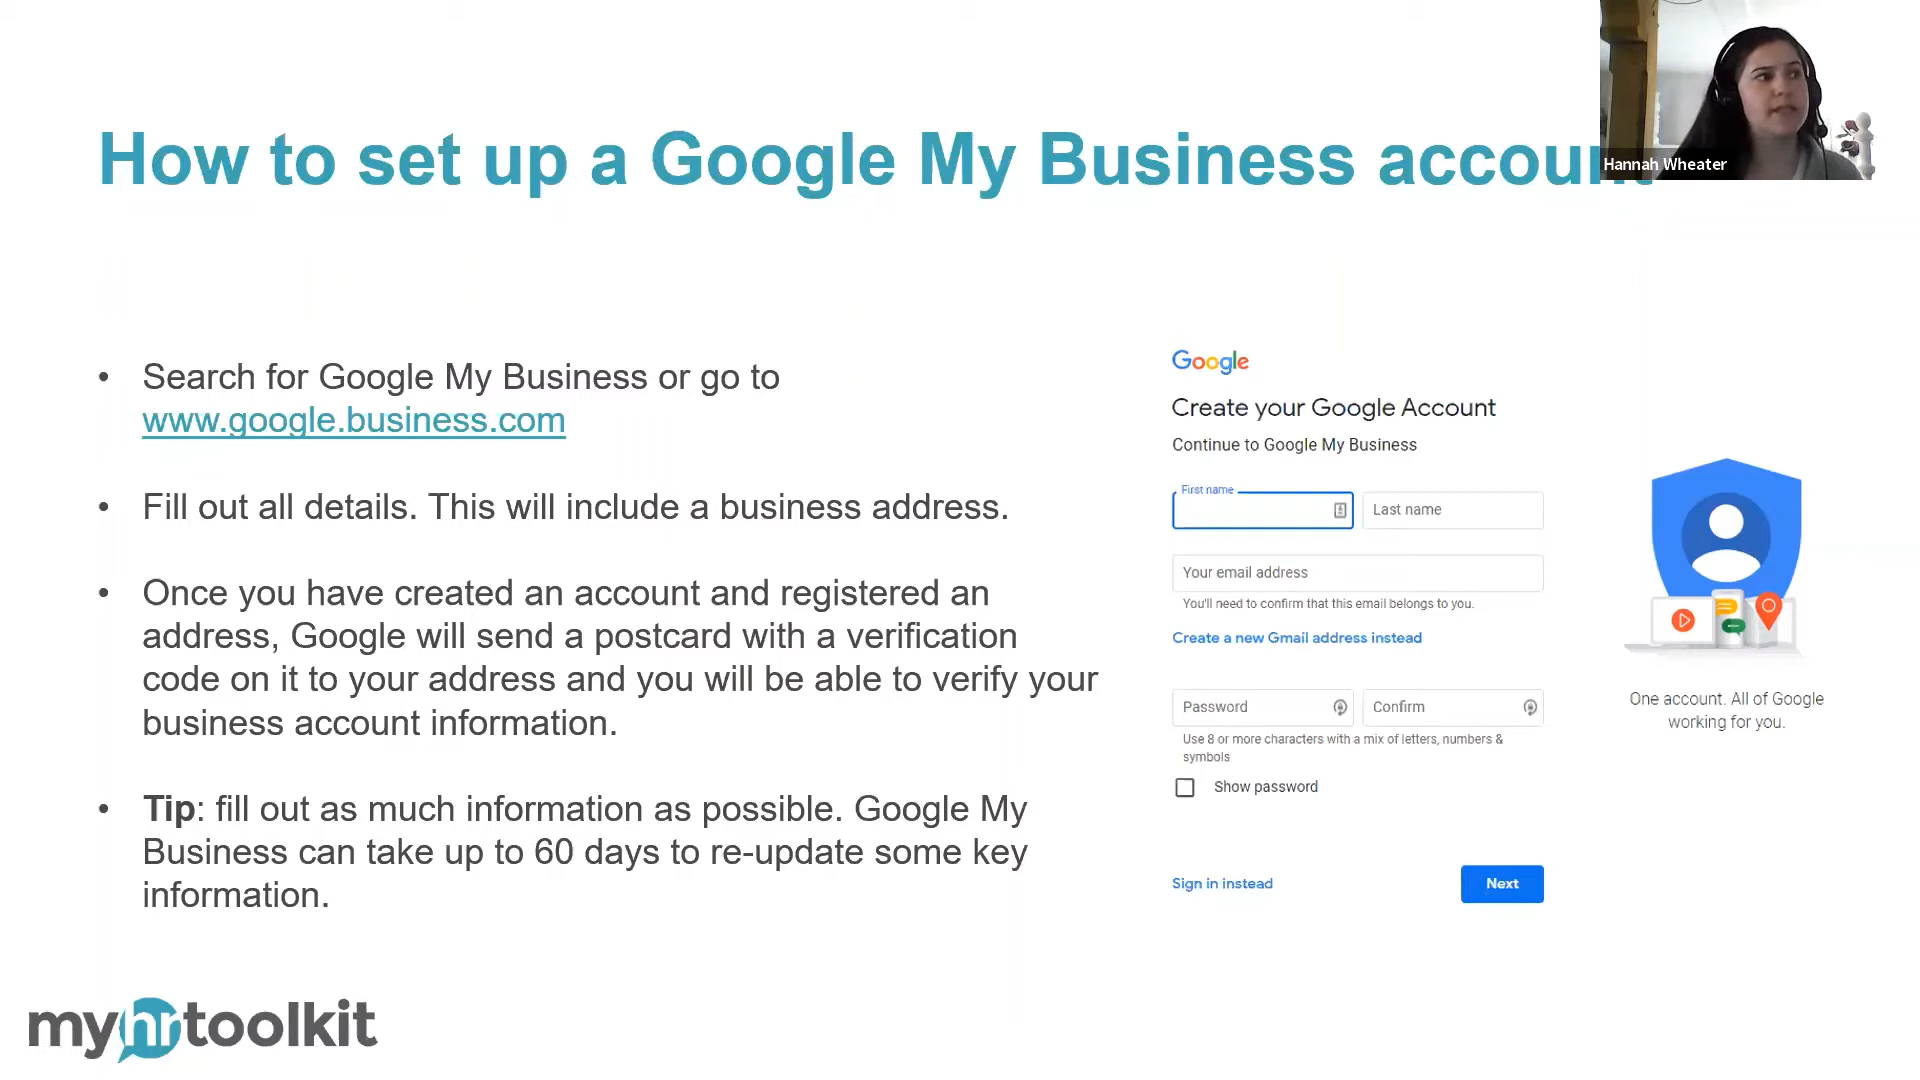 How to set up a Google My Business account
Hannah Wheater
• Search for Google My Business or go to
www.google.business.com
• Fill out all details. This will include a business address.
• Once you have created an account and registered an
address, Google will send a postcard with a verification
code on it to your address and you will be able to verify your
business account information.
• Tip: fill out as much information as possible. Google My
Business can take up to 60 days to re-update some key
information.
Google
Create your Google Account
Continue to Google My Business
First name
Last name
Your email address
You'll need to confirm that this email belongs to you.
Create a new Gmail address instead
Password
Confirm
Use 8 or more characters with a mix of letters, numbers &
symbols
Show password
Sign in instead
Next
One account. All of Google
working for you.
myhrtoolkit